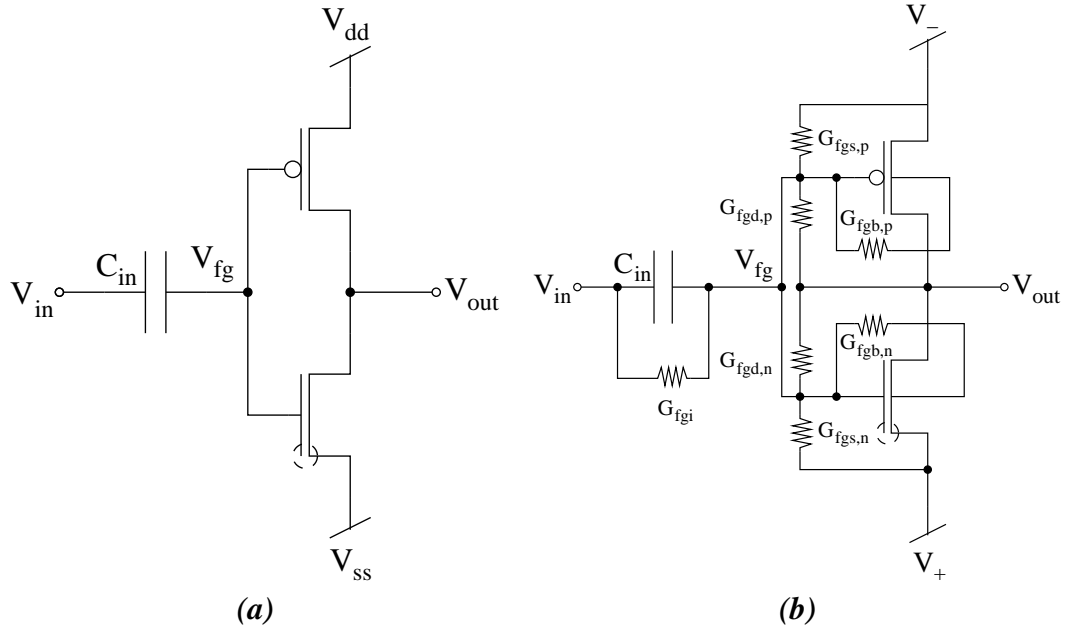 V_dd
C_in
V_fg
V_in
V_out
V_ss
(a)
V_−
G_fgs,p
G_fgd,p
G_fgb,p
C_in
V_fg
V_in
V_out
G_fgb,n
G_fgd,n
G_fgi
G_fgs,n
V_+
(b)